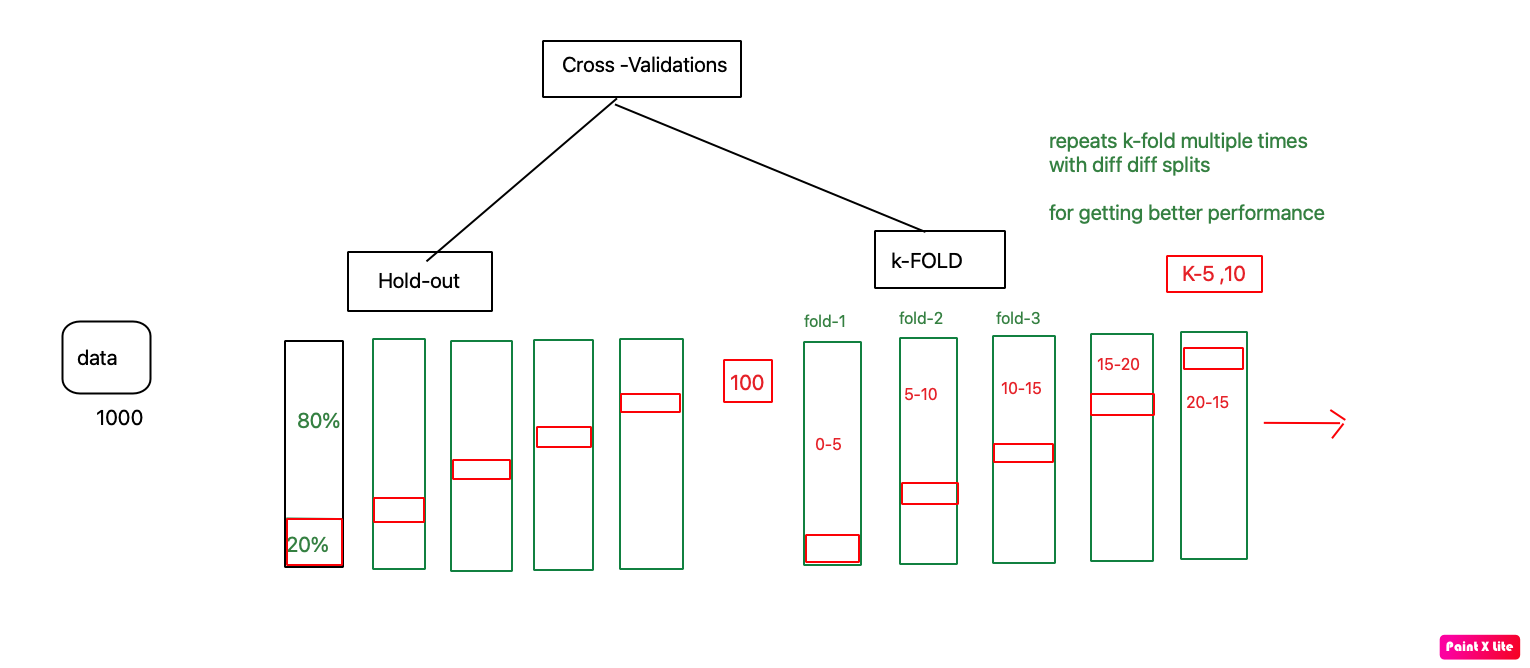 Cross -Validations
repeats k-fold multiple times
with diff diff splits
for getting better performance
Hold-out
k-FOLD
K-5 ,10
fold-1
fold-2
fold-3
data
1000
80%
20%
100
0-5
5-10
10-15
15-20
20-15
Paint X Lite